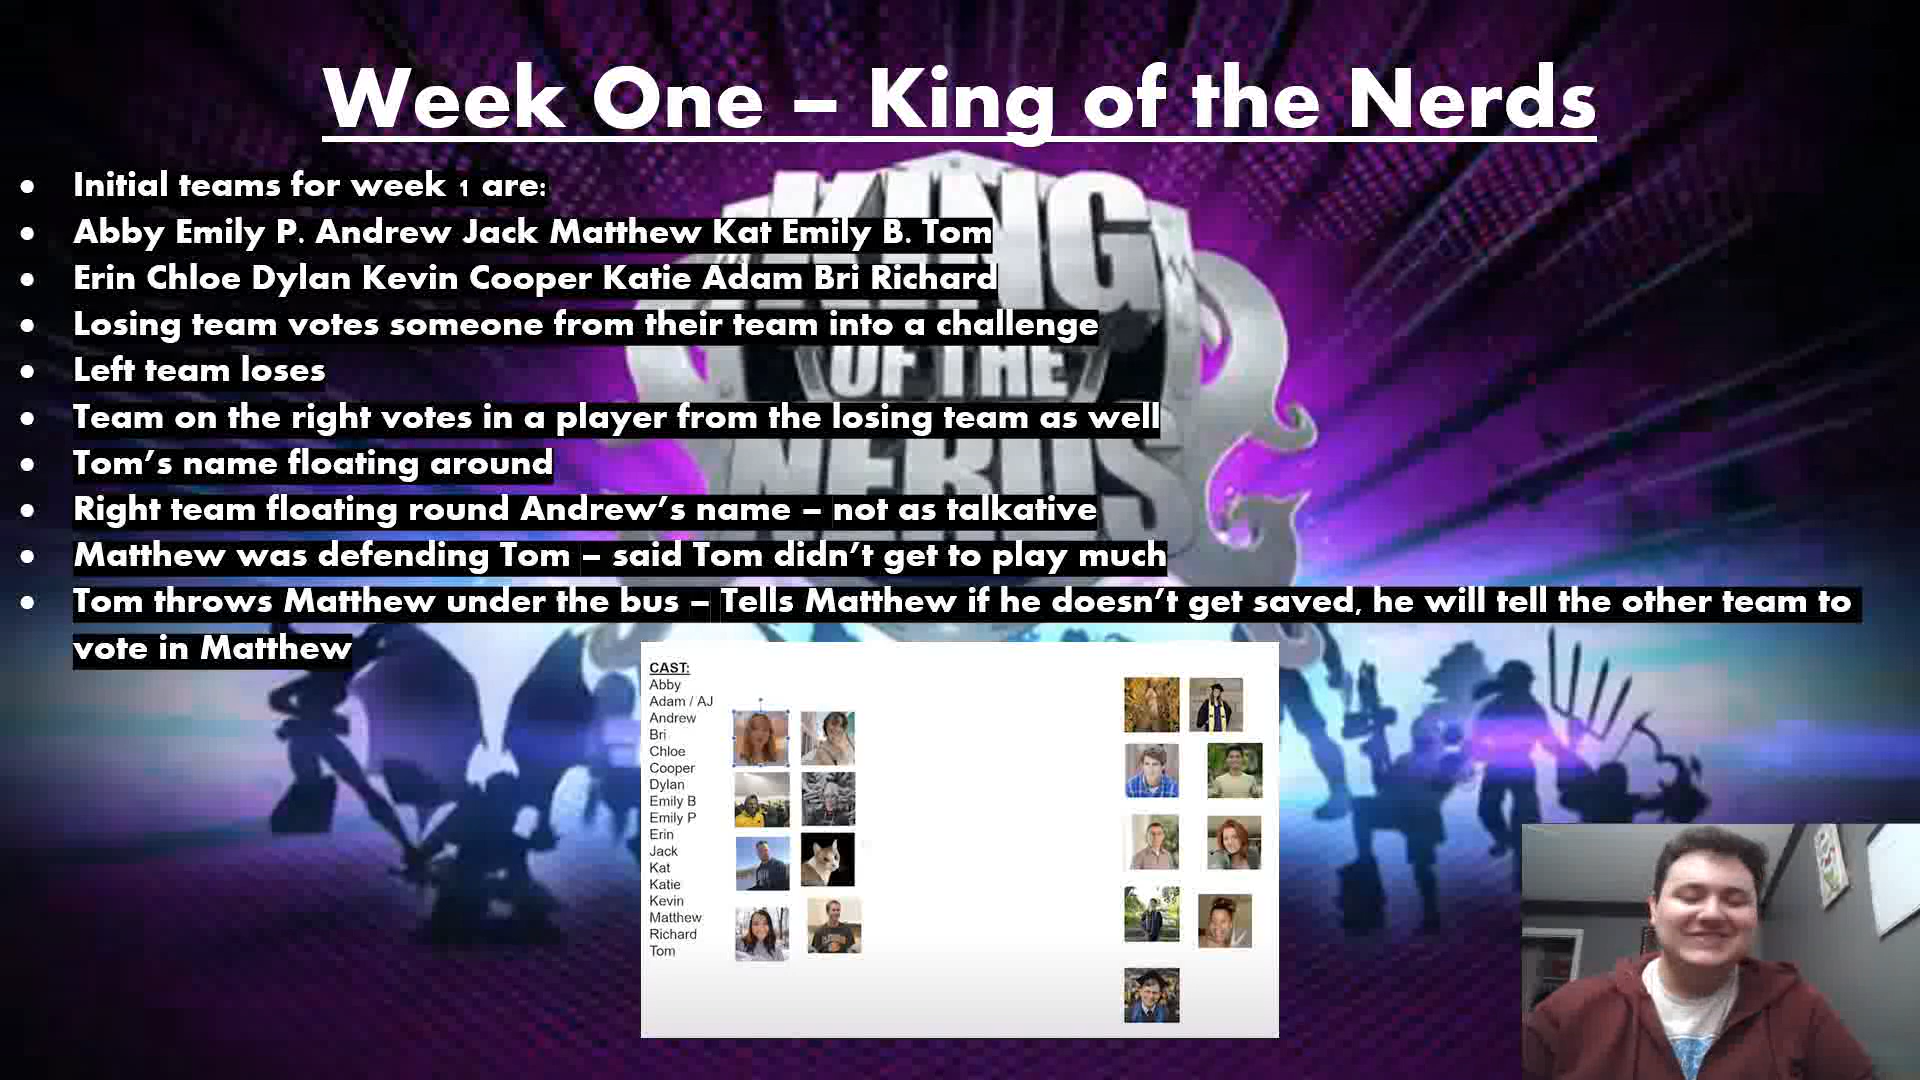 Week One – King of the Nerds
KING
OF THE
NERDS
• Initial teams for week 1 are:
• Abby Emily P. Andrew Jack Matthew Kat Emily B. Tom
• Erin Chloe Dylan Kevin Cooper Katie Adam Bri Richard
• Losing team votes someone from their team into a challenge
• Left team loses
• Team on the right votes in a player from the losing team as well
• Tom’s name floating around
• Right team floating round Andrew’s name – not as talkative
• Matthew was defending Tom – said Tom didn’t get to play much
• Tom throws Matthew under the bus – Tells Matthew if he doesn’t get saved, he will tell the other team to
vote in Matthew
CAST:
Abby
Adam / AJ
Andrew
Bri
Chloe
Cooper
Dylan
Emily B
Emily P
Erin
Jack
Kat
Katie
Kevin
Matthew
Richard
Tom